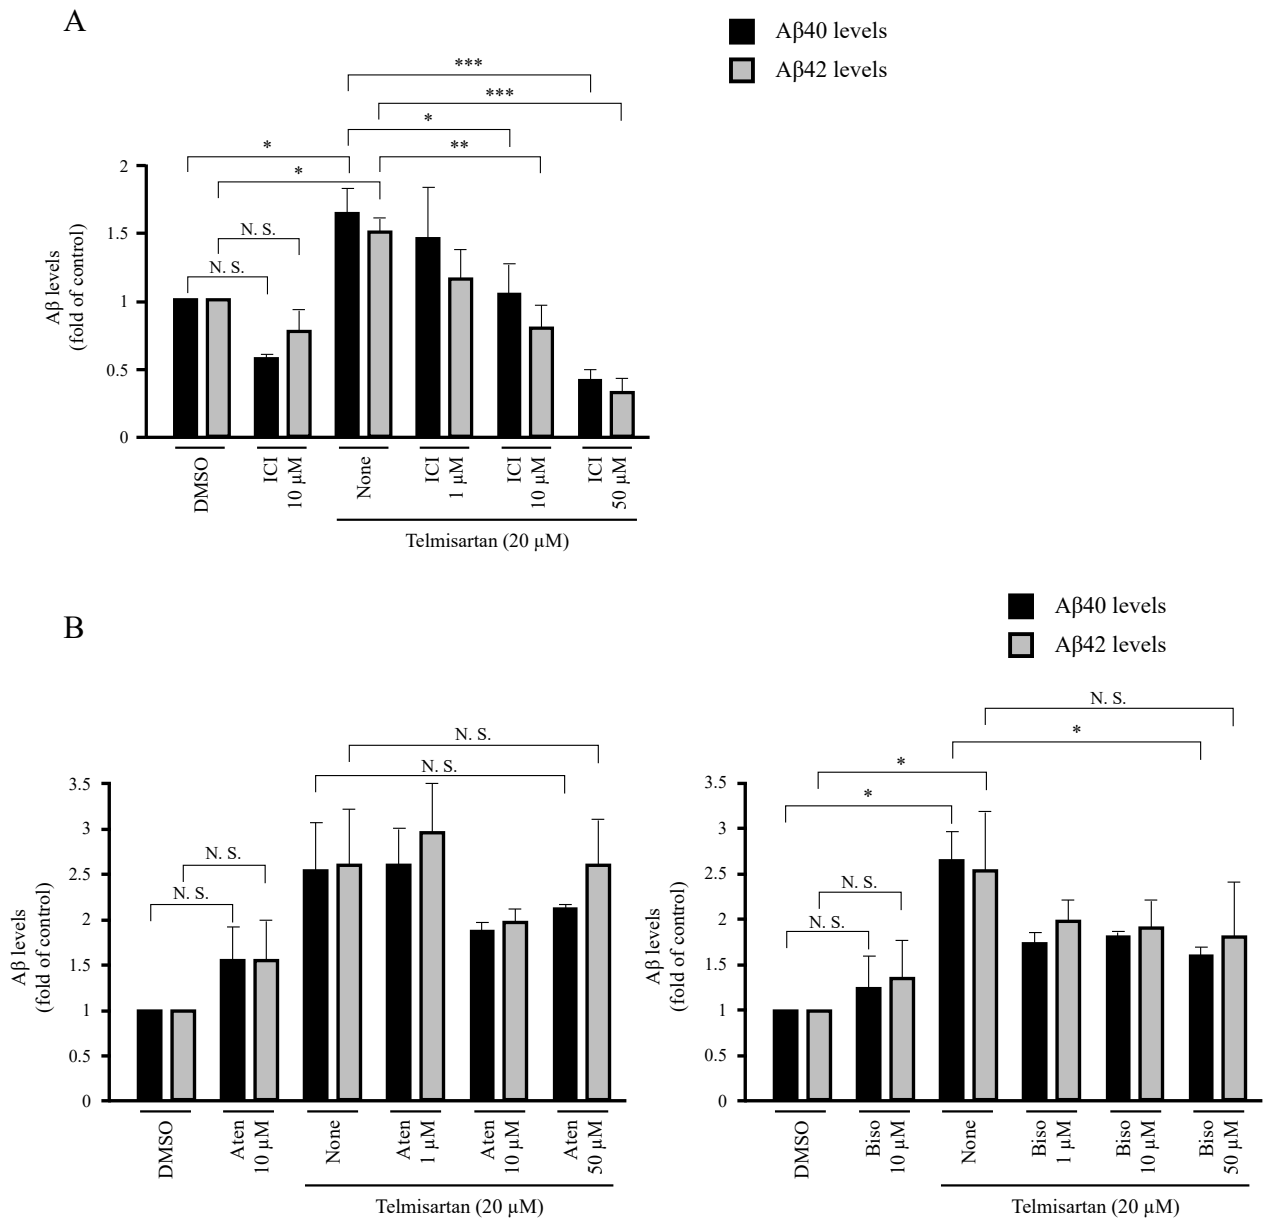 A
Aβ40 levels
Aβ42 levels
***
***
*
*
**
*
N. S.
N. S.
2
1.5
1
0.5
0
Aβ levels
(fold of control)
DMSO
ICI
10 µM
None
ICI
1 µM
ICI
10 µM
ICI
50 µM
Telmisartan (20 µM)
B
Aβ40 levels
Aβ42 levels
N. S.
N. S.
N. S.
N. S.
3.5
3
2.5
2
1.5
1
0.5
0
Aβ levels
(fold of control)
DMSO
Aten
10 µM
None
Aten
1 µM
Aten
10 µM
Aten
50 µM
Telmisartan (20 µM)
N. S.
*
*
*
N. S.
N. S.
3.5
3
2.5
2
1.5
1
0.5
0
Aβ levels
(fold of control)
DMSO
Biso
10 µM
None
Biso
1 µM
Biso
10 µM
Biso
50 µM
Telmisartan (20 µM)